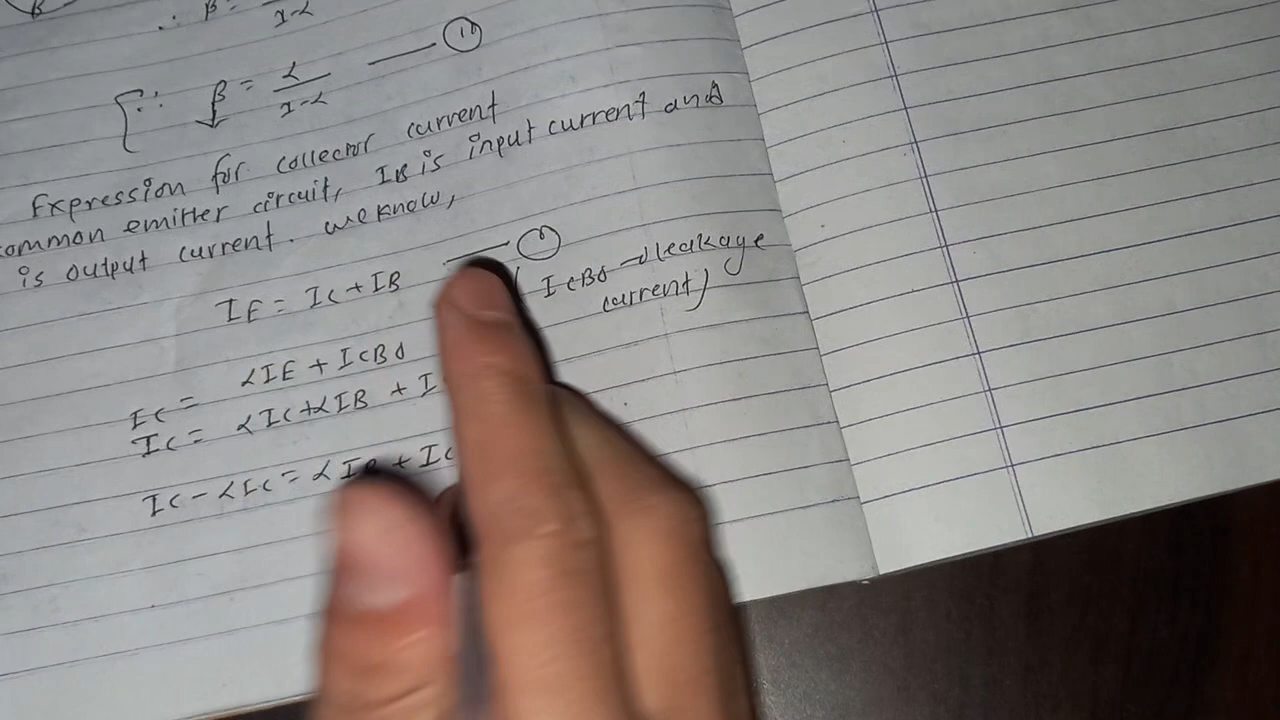 ∴ β =
1-α
∵ β = α/1-α —— (iv)
Expression for collector current
common emitter circuit, IB is input current and
is output current. we know,
IE = IC + IB ——
( ICBO → leakage
current)
IC = αIE + ICBO
IC = αIC + αIB + I
IC - αIC = αIB + IC